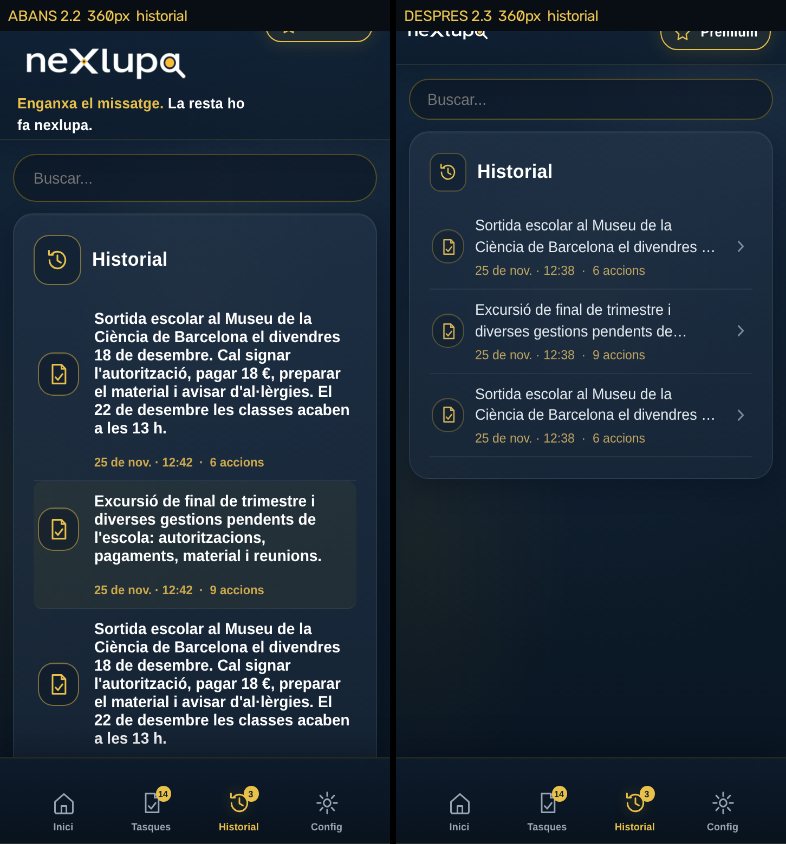 ABANS 2.2 360px historial
nexlupa
Enganxa el missatge. La resta ho
fa nexlupa.
Buscar...
Historial
Sortida escolar al Museu de la
Ciència de Barcelona el divendres
18 de desembre. Cal signar
l'autorització, pagar 18 €, preparar
el material i avisar d'al·lèrgies. El
22 de desembre les classes acaben
a les 13 h.
25 de nov. · 12:42 · 6 accions
Excursió de final de trimestre i
diverses gestions pendents de
l'escola: autoritzacions,
pagaments, material i reunions.
25 de nov. · 12:42 · 9 accions
Sortida escolar al Museu de la
Ciència de Barcelona el divendres
18 de desembre. Cal signar
l'autorització, pagar 18 €, preparar
el material i avisar d'al·lèrgies. El
22 de desembre les classes acaben
a les 13 h.
14 3
Inici Tasques Historial Config
DESPRES 2.3 360px historial
nexlupa Premium
Buscar...
Historial
Sortida escolar al Museu de la
Ciència de Barcelona el divendres …
25 de nov. · 12:38 · 6 accions
Excursió de final de trimestre i
diverses gestions pendents de…
25 de nov. · 12:38 · 9 accions
Sortida escolar al Museu de la
Ciència de Barcelona el divendres …
25 de nov. · 12:38 · 6 accions
14 3
Inici Tasques Historial Config